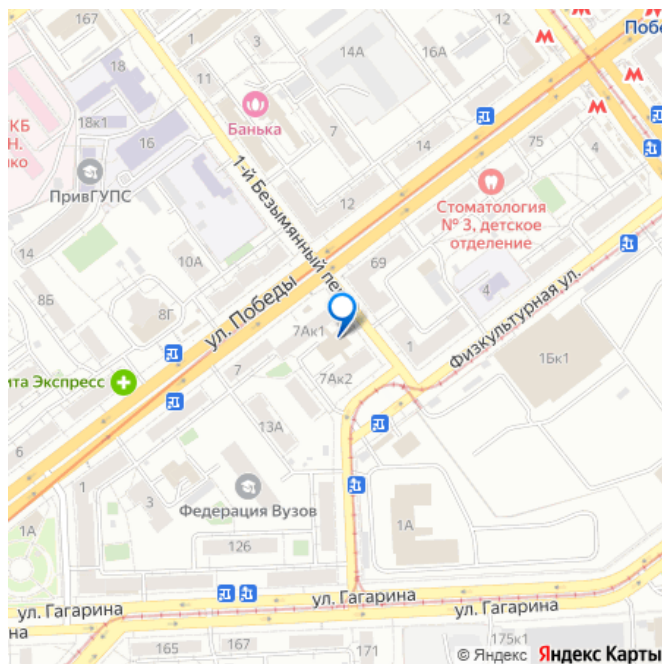 167
1
3
12
14А
16А
Побе
18
11
КБ
Н.
ко
18к1
Банька
7
16
14
75
4
ПривГУПС
1-й Безымянный пе
12
Стоматология
№ 3, детское
отделение
14
10А
69
8Б
8Г
ул. Победы
4
Физкультурная ул.
7Ак1
1
1Бк1
ита Экспресс
7
7Ак2
13А
6
3
Федерация Вузов
1А
126
1А
ул. Гагарина
ул. Гагарина
ул. Гагарина
на
165
167
171
175к1
© Яндекс Яндекс Карты